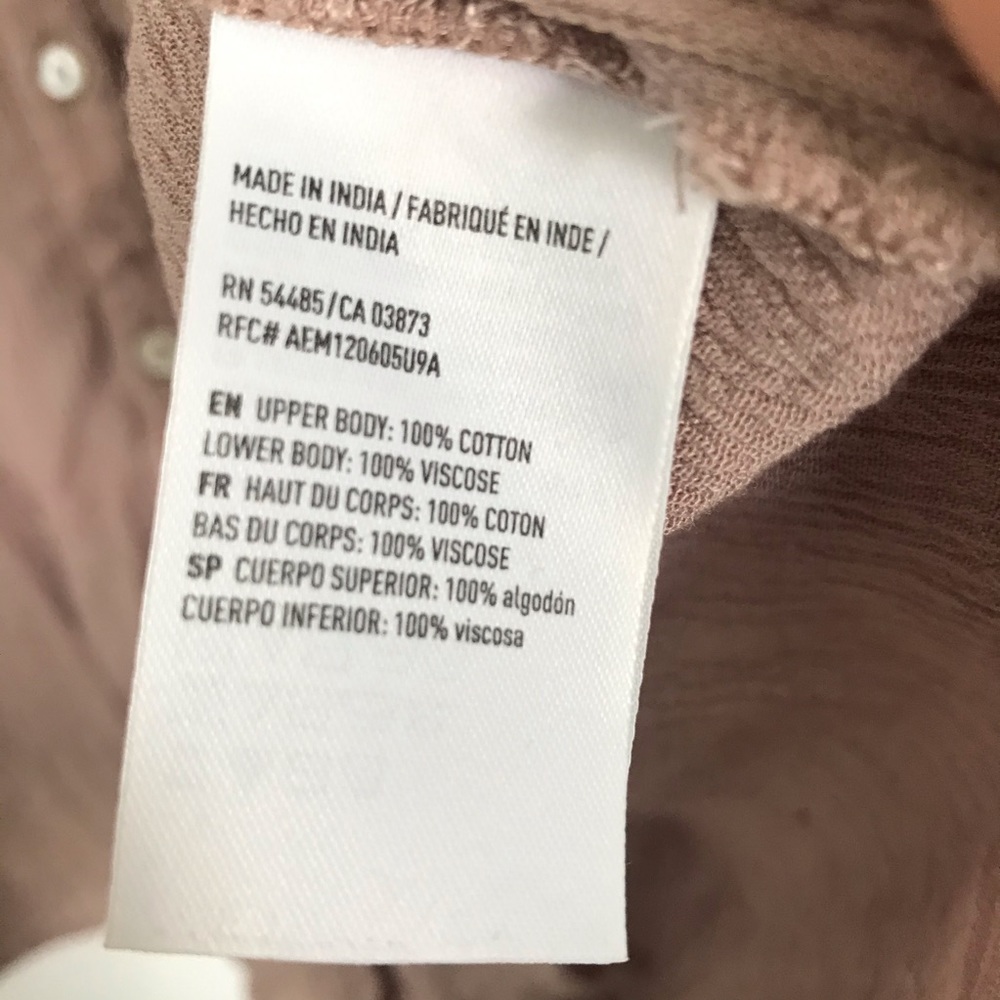 MADE IN INDIA / FABRIQUÉ EN INDE /
HECHO EN INDIA
RN 54485/CA 03873
RFC# AEM120605U9A
EN UPPER BODY: 100% COTTON
LOWER BODY: 100% VISCOSE
FR HAUT DU CORPS: 100% COTON
BAS DU CORPS: 100% VISCOSE
SP CUERPO SUPERIOR: 100% algodón
CUERPO INFERIOR: 100% viscosa